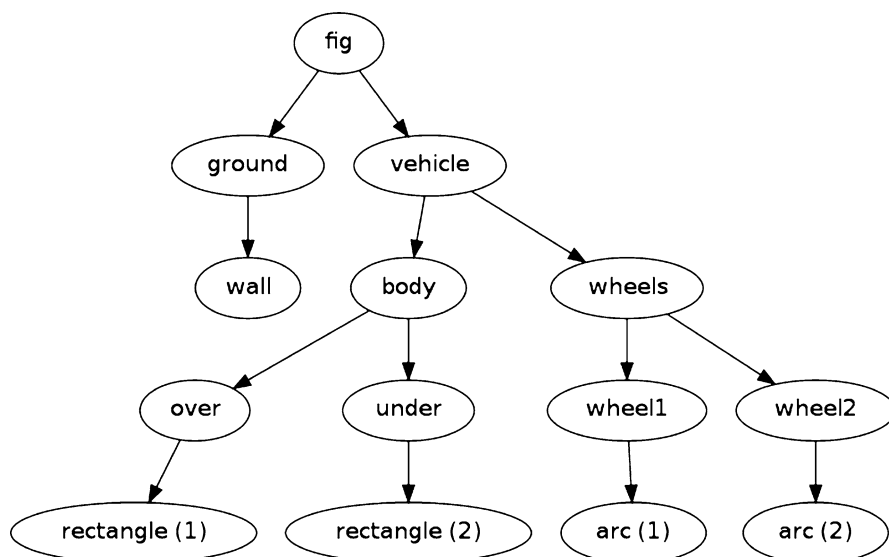 fig
ground
vehicle
wall
body
wheels
over
under
wheel1
wheel2
rectangle (1)
rectangle (2)
arc (1)
arc (2)